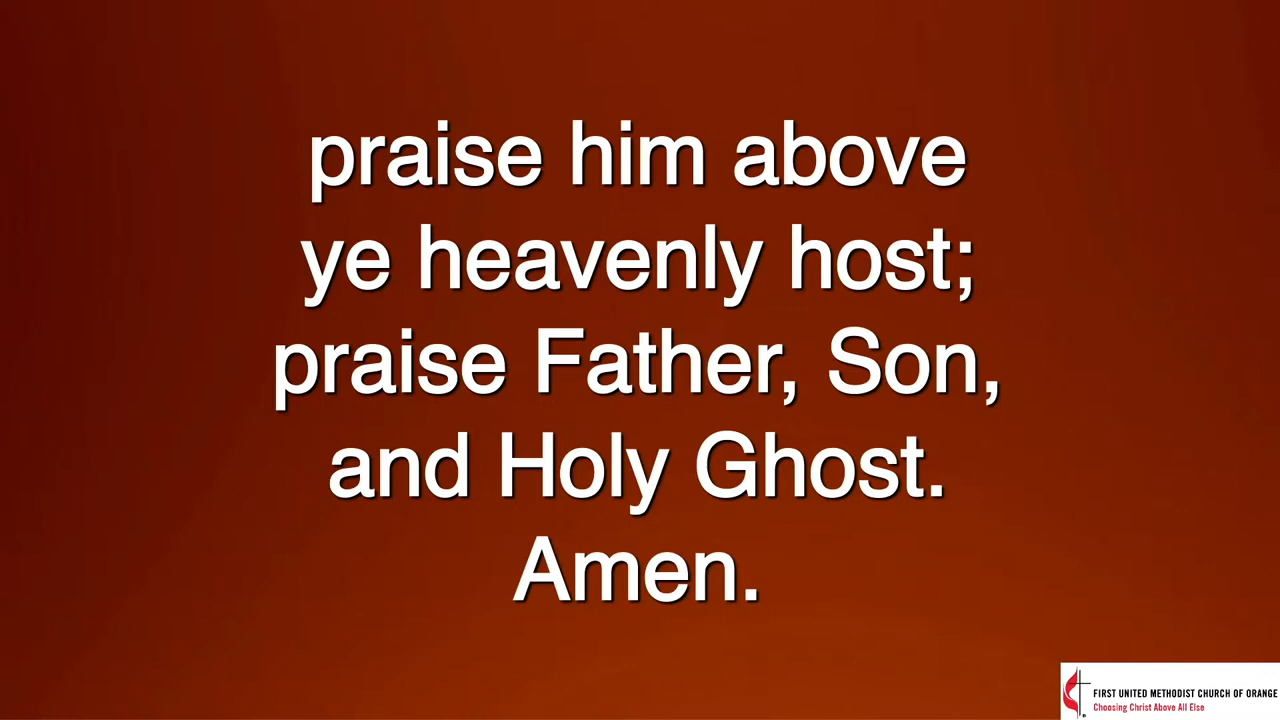 praise him above
ye heavenly host;
praise Father, Son,
and Holy Ghost.
Amen.
FIRST UNITED METHODIST CHURCH OF ORANGE
Choosing Christ Above All Else